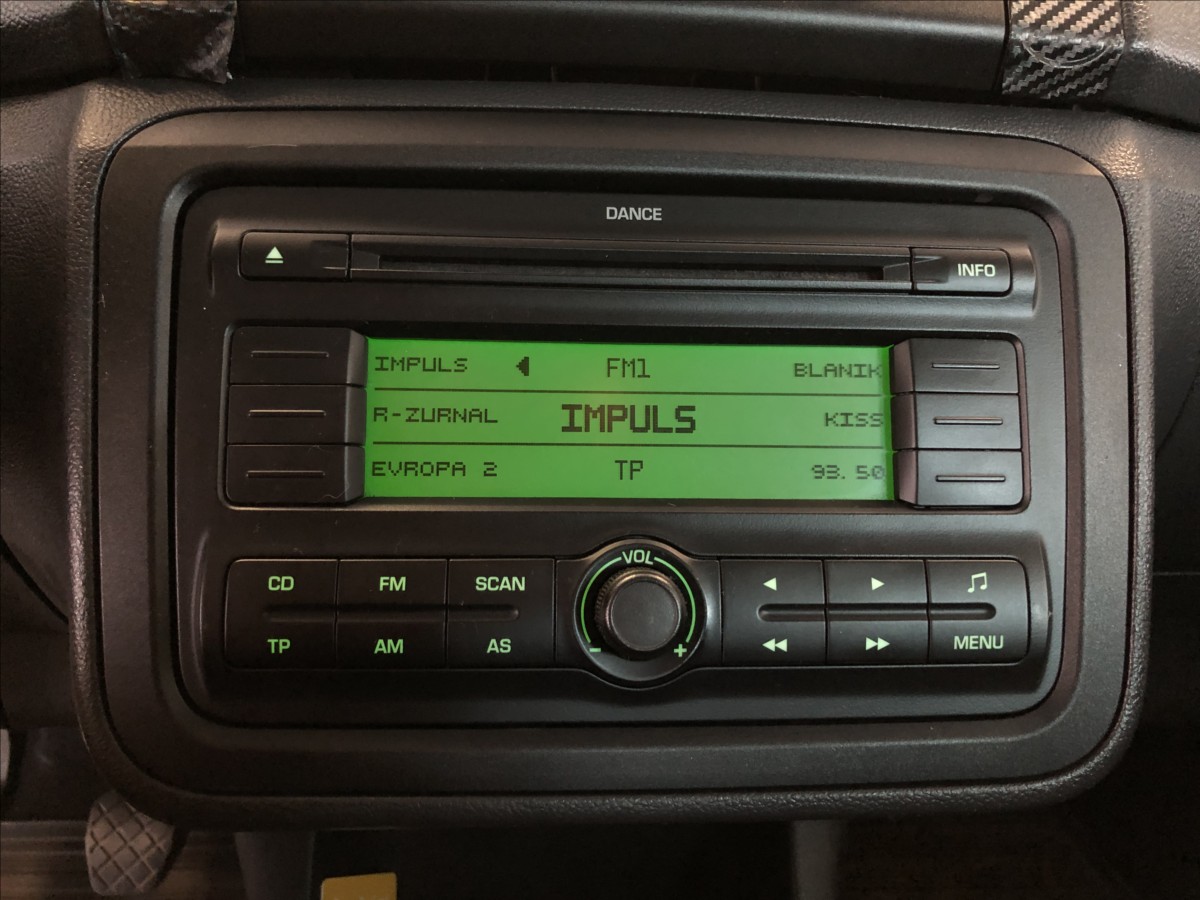 DANCE
INFO
IMPULS FM1 BLANIK
R-ZURNAL IMPULS KISS
EVROPA 2 TP 93.50
VOL
CD FM SCAN
TP AM AS - + MENU